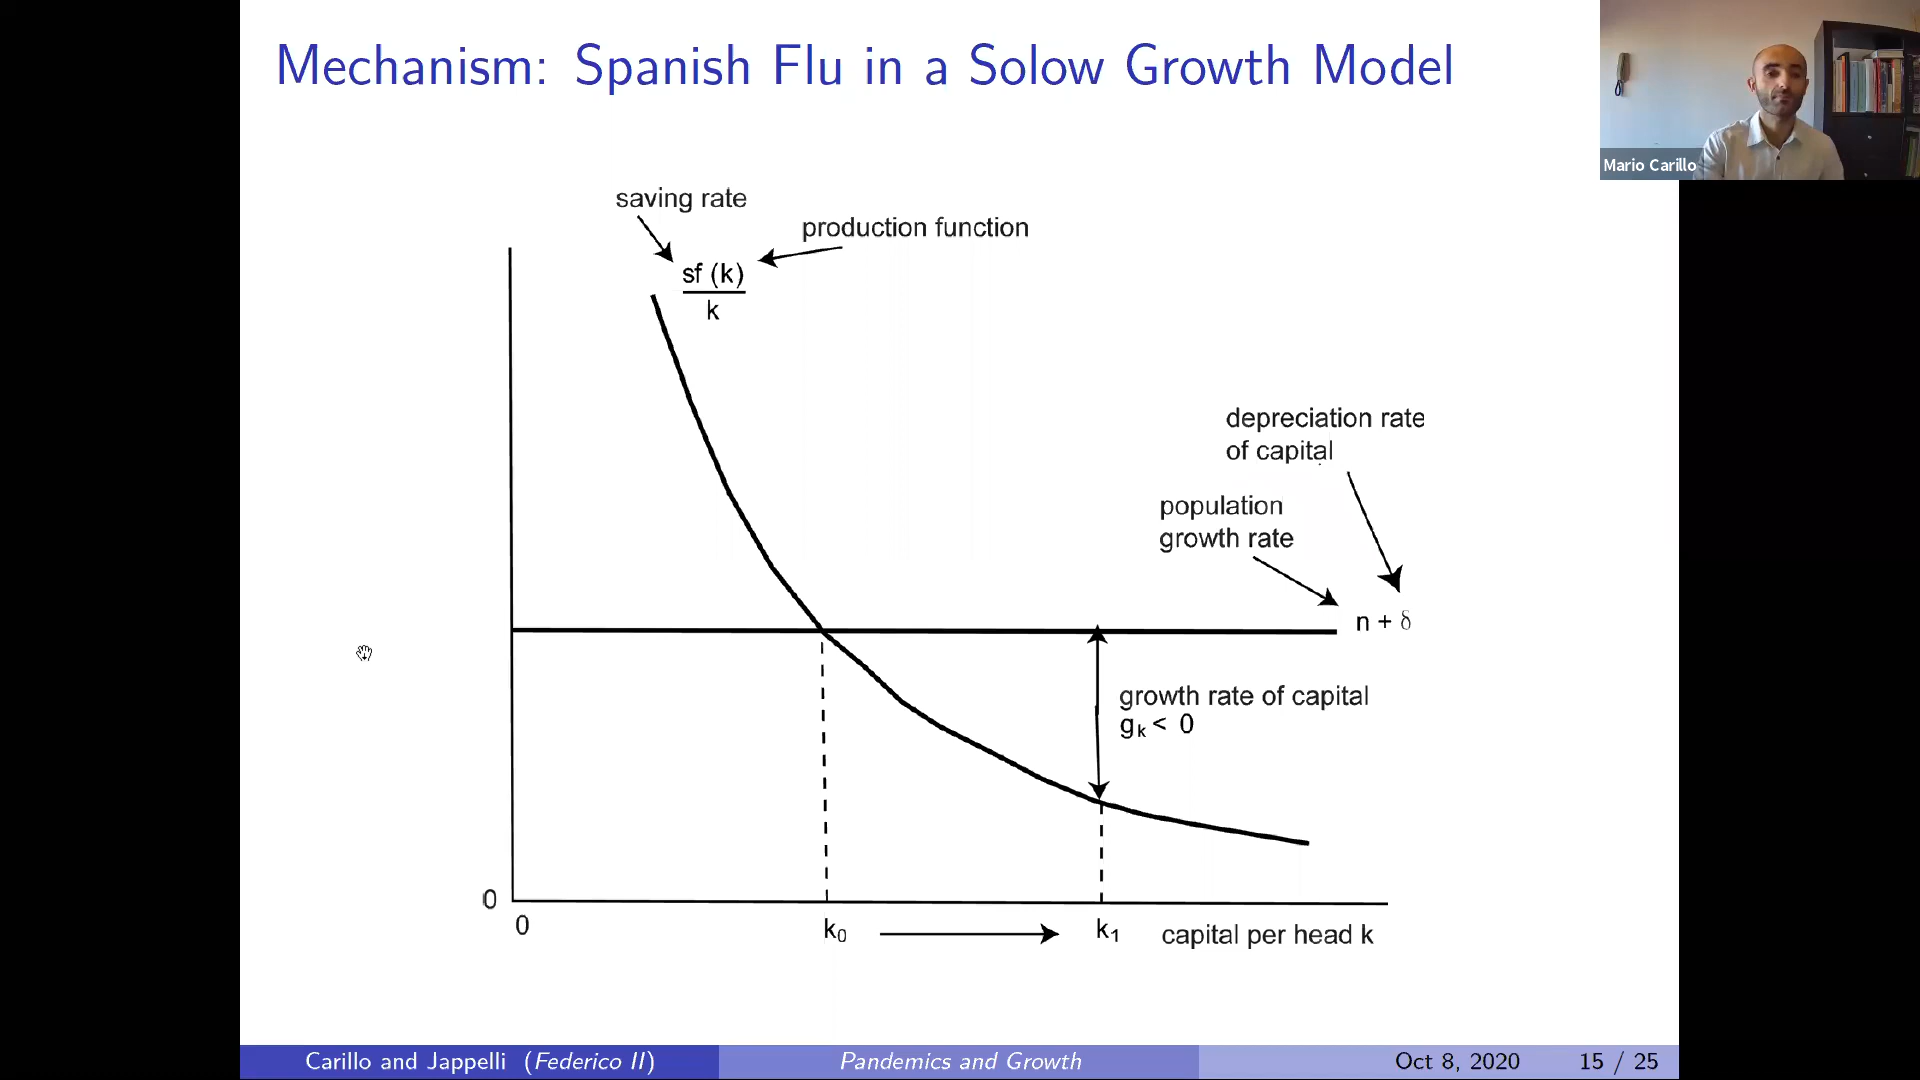 Mechanism: Spanish Flu in a Solow Growth Model
Mario Carillo
saving rate
production function
sf (k)
k
depreciation rate
of capital
population
growth rate
n + δ
growth rate of capital
gₖ < 0
0
0
k₀
k₁
capital per head k
Carillo and Jappelli (Federico II)
Pandemics and Growth
Oct 8, 2020
15 / 25